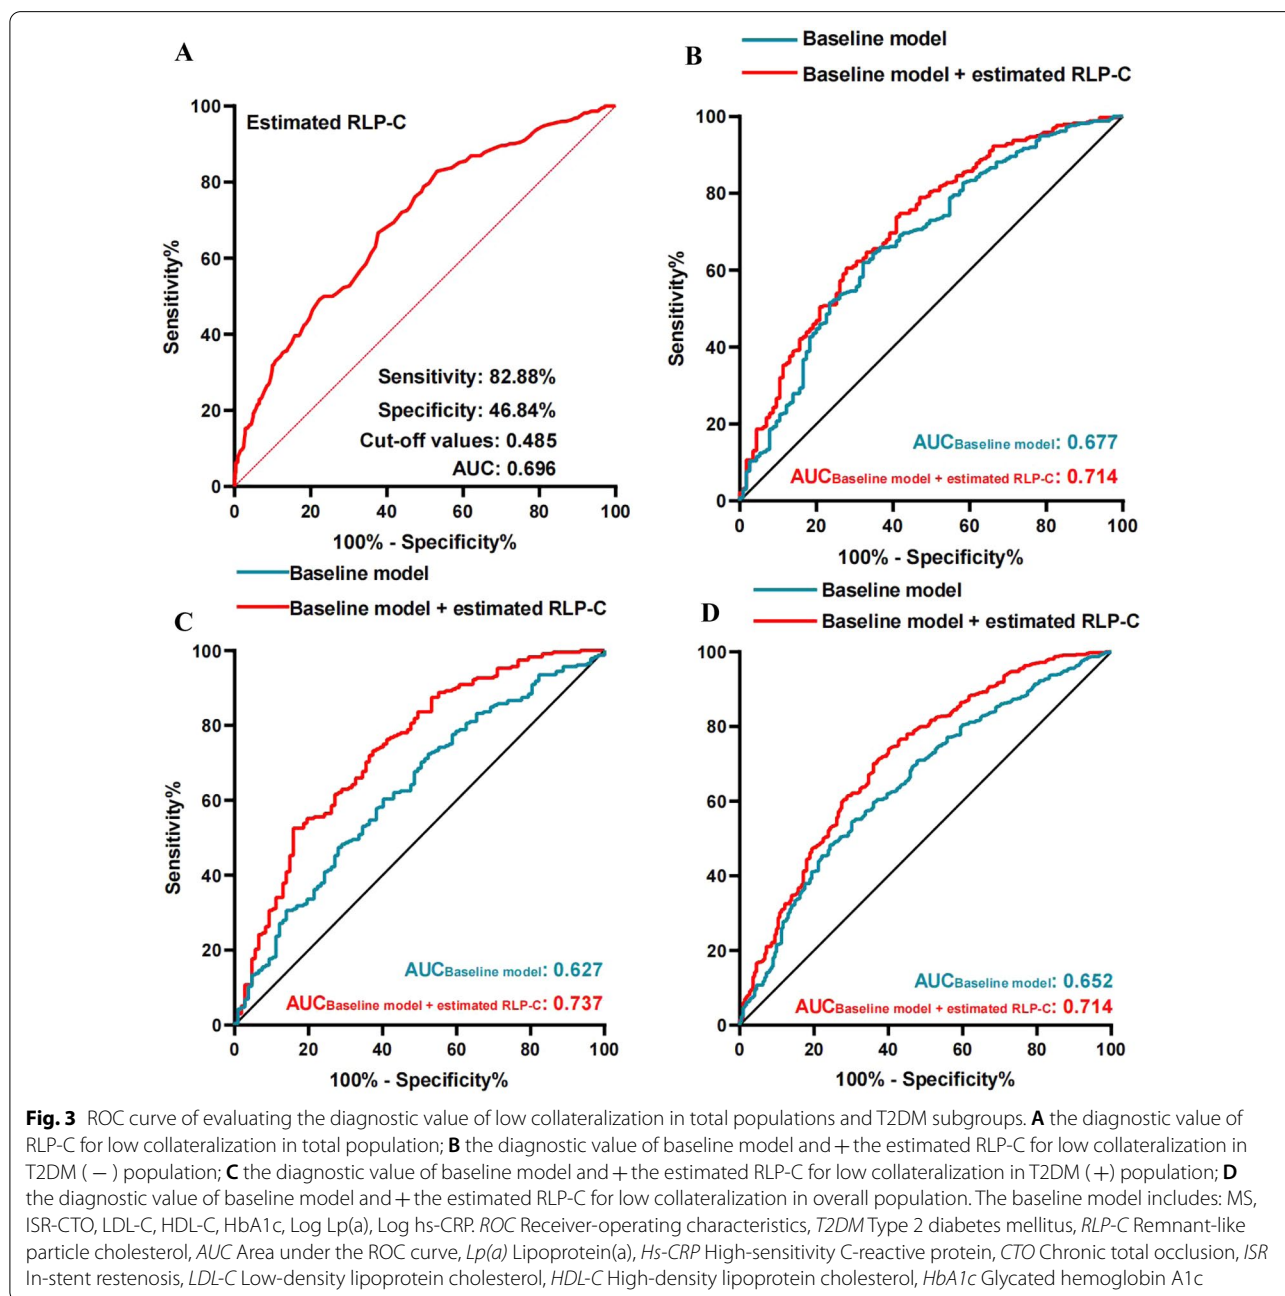 A
Estimated RLP-C
100
80
60
40
20
0
Sensitivity%
Sensitivity: 82.88%
Specificity: 46.84%
Cut-off values: 0.485
AUC: 0.696
0 20 40 60 80 100
100% - Specificity%
Baseline model
Baseline model + estimated RLP-C
B
100
80
60
40
20
0
Sensitivity%
AUCBaseline model: 0.677
AUCBaseline model + estimated RLP-C: 0.714
0 20 40 60 80 100
100% - Specificity%
Baseline model
Baseline model + estimated RLP-C
C
100
80
60
40
20
0
Sensitivity%
AUCBaseline model: 0.627
AUCBaseline model + estimated RLP-C: 0.737
0 20 40 60 80 100
100% - Specificity%
Baseline model
Baseline model + estimated RLP-C
D
100
80
60
40
20
0
AUCBaseline model: 0.652
AUCBaseline model + estimated RLP-C: 0.714
0 20 40 60 80 100
100% - Specificity%
Fig. 3 ROC curve of evaluating the diagnostic value of low collateralization in total populations and T2DM subgroups. A the diagnostic value of
RLP-C for low collateralization in total population; B the diagnostic value of baseline model and + the estimated RLP-C for low collateralization in
T2DM (−) population; C the diagnostic value of baseline model and + the estimated RLP-C for low collateralization in T2DM (+) population; D
the diagnostic value of baseline model and + the estimated RLP-C for low collateralization in overall population. The baseline model includes: MS,
ISR-CTO, LDL-C, HDL-C, HbA1c, Log Lp(a), Log hs-CRP. ROC Receiver-operating characteristics, T2DM Type 2 diabetes mellitus, RLP-C Remnant-like
particle cholesterol, AUC Area under the ROC curve, Lp(a) Lipoprotein(a), Hs-CRP High-sensitivity C-reactive protein, CTO Chronic total occlusion, ISR
In-stent restenosis, LDL-C Low-density lipoprotein cholesterol, HDL-C High-density lipoprotein cholesterol, HbA1c Glycated hemoglobin A1c